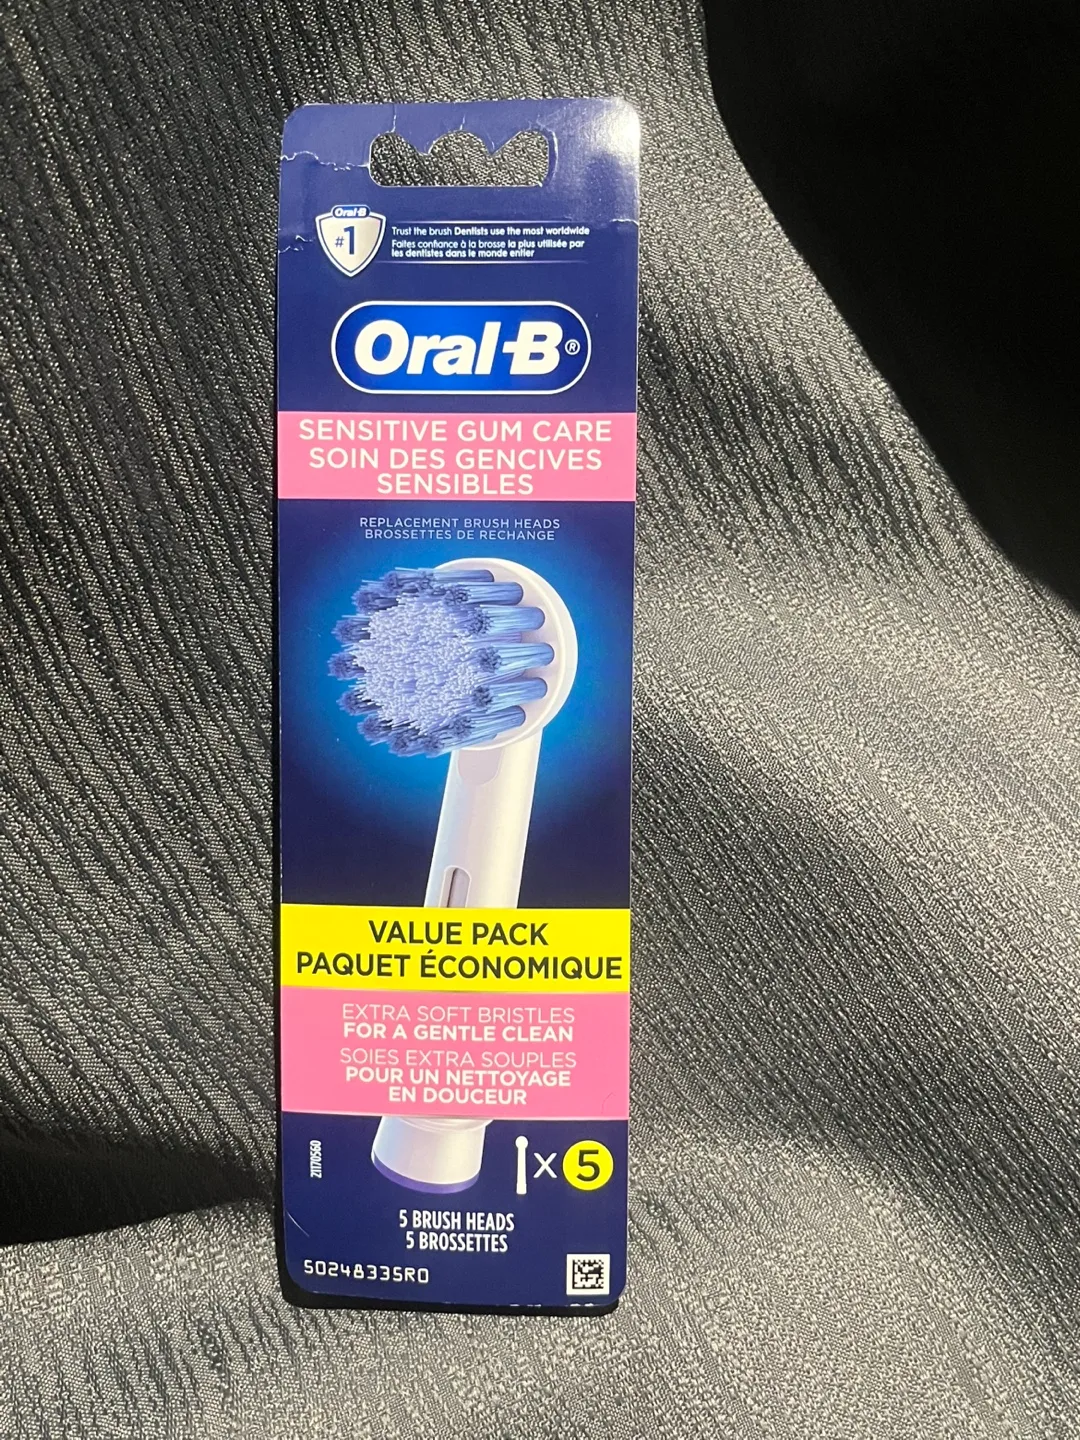 Oral-B
#1
Trust the brush Dentists use the most worldwide
Faites confiance à la brosse la plus utilisée par
les dentistes dans le monde entier
Oral-B®
SENSITIVE GUM CARE
SOIN DES GENCIVES
SENSIBLES
REPLACEMENT BRUSH HEADS
BROSSETTES DE RECHANGE
VALUE PACK
PAQUET ÉCONOMIQUE
EXTRA SOFT BRISTLES
FOR A GENTLE CLEAN
SOIES EXTRA SOUPLES
POUR UN NETTOYAGE
EN DOUCEUR
21170560
X 5
5 BRUSH HEADS
5 BROSSETTES
50248335R0